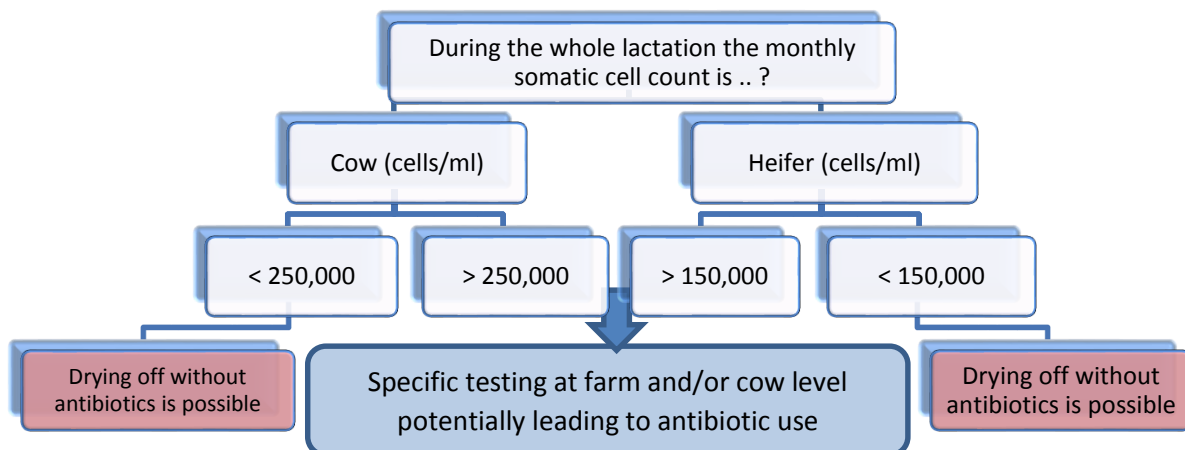 During the whole lactation the monthly
somatic cell count is .. ?
Cow (cells/ml)
Heifer (cells/ml)
< 250,000
> 250,000
> 150,000
< 150,000
Drying off without
antibiotics is possible
Specific testing at farm and/or cow level
potentially leading to antibiotic use
Drying off without
antibiotics is possible